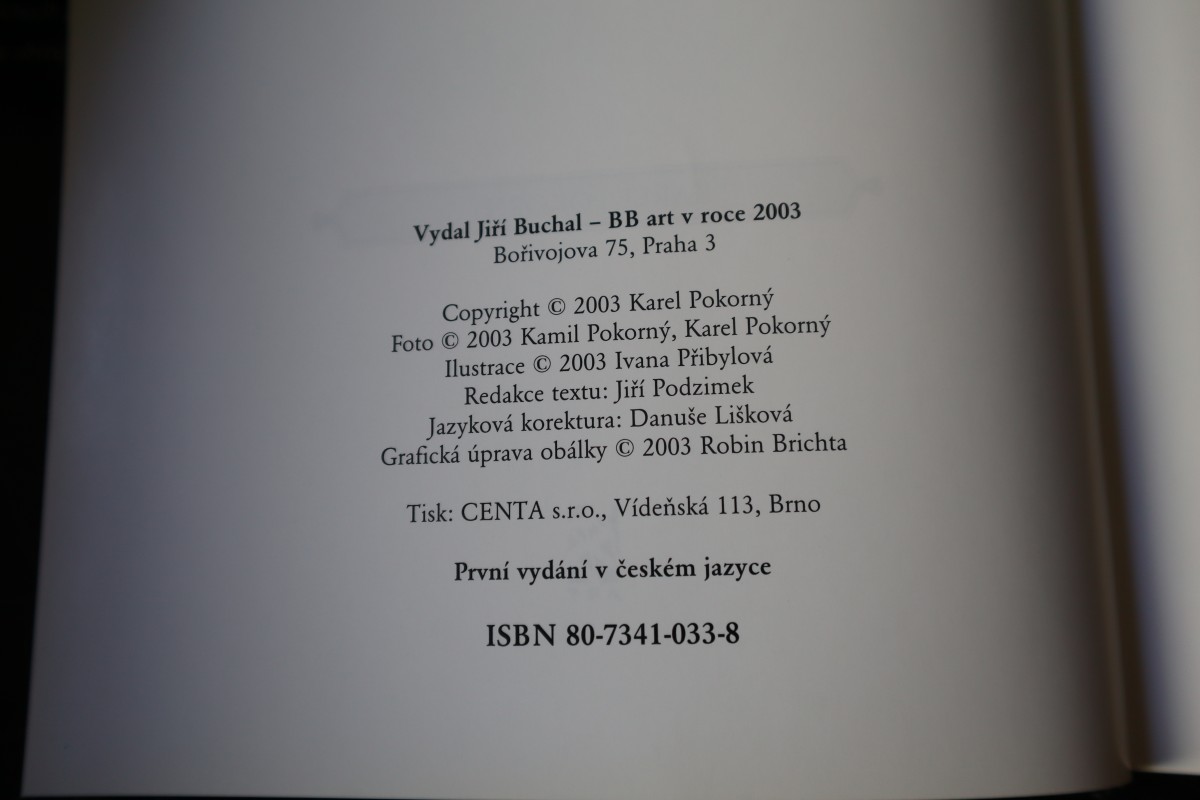 Vydal Jiří Buchal – BB art v roce 2003
Bořivojova 75, Praha 3
Copyright © 2003 Karel Pokorný
Foto © 2003 Kamil Pokorný, Karel Pokorný
Ilustrace © 2003 Ivana Přibylová
Redakce textu: Jiří Podzimek
Jazyková korektura: Danuše Lišková
Grafická úprava obálky © 2003 Robin Brichta
Tisk: CENTA s.r.o., Vídeňská 113, Brno
První vydání v českém jazyce
ISBN 80-7341-033-8